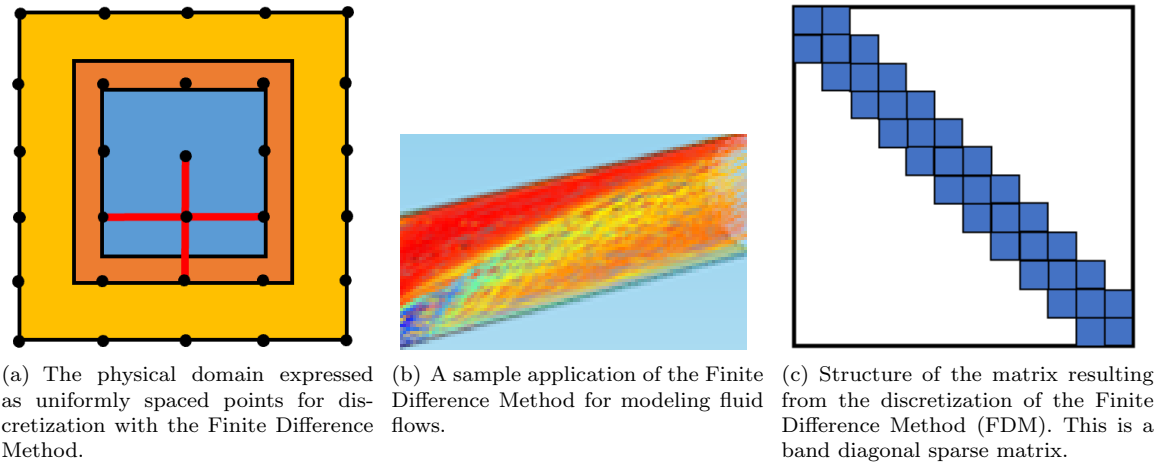 (a) The physical domain expressed
as uniformly spaced points for dis-
cretization with the Finite Difference
Method.
(b) A sample application of the Finite
Difference Method for modeling fluid
flows.
(c) Structure of the matrix resulting
from the discretization of the Finite
Difference Method (FDM). This is a
band diagonal sparse matrix.